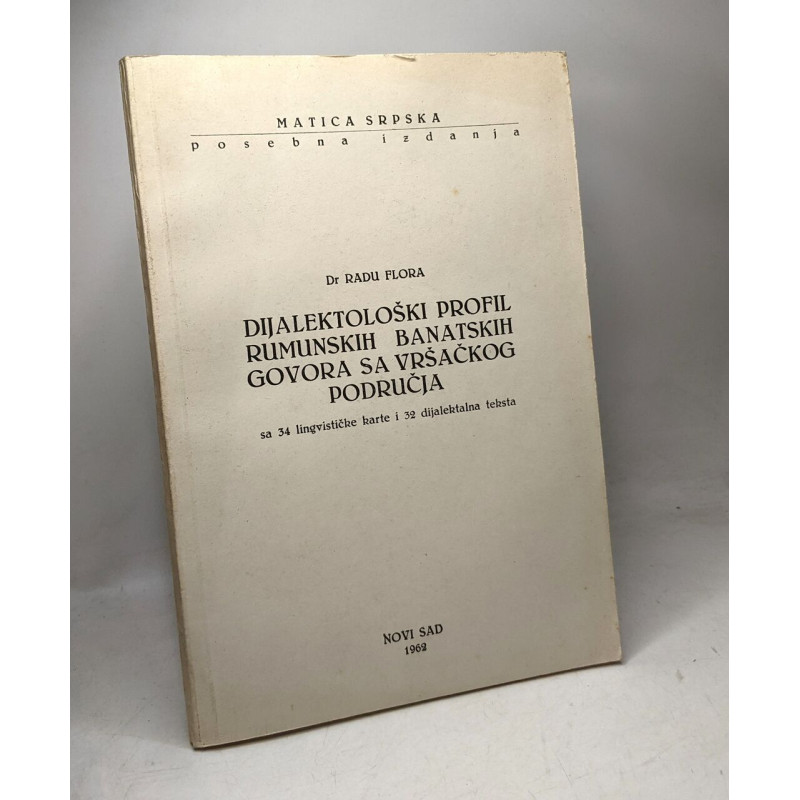 MATICA SRPSKA
posebna izdanja
Dr RADU FLORA
DIJALEKTOLOŠKI PROFIL
RUMUNSKIH BANATSKIH
GOVORA SA VRŠAČKOG
PODRUČJA
sa 34 lingvističke karte i 32 dijalektalna teksta
NOVI SAD
1962